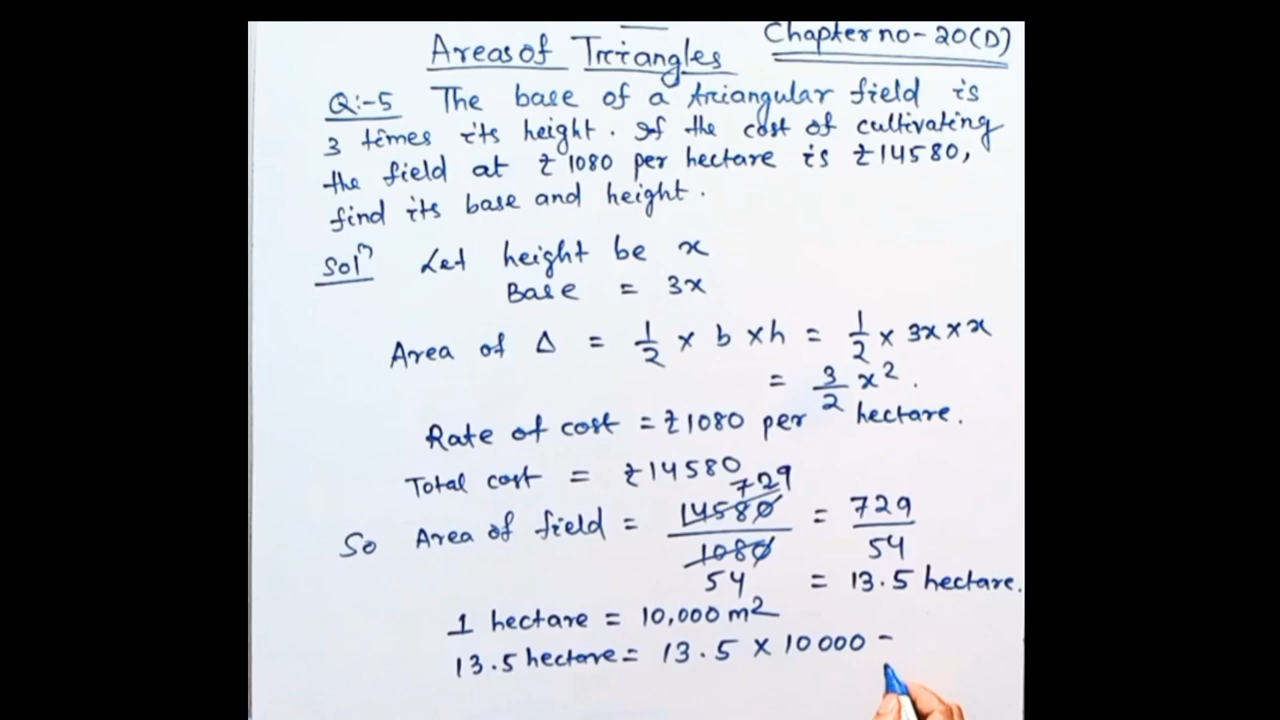 Areas of Triangles Chapter no - 20(D)
Q:-5 The base of a triangular field is
3 times its height. If the cost of cultivating
the field at ₹1080 per hectare is ₹14580,
find its base and height.
Solⁿ Let height be x
Base = 3x
Area of Δ = 1/2 × b × h = 1/2 × 3x × x
= 3/2 x².
Rate of cost = ₹1080 per hectare.
Total cost = ₹14580
So Area of field = 14580/1080 729 54 = 729/54
= 13.5 hectare.
1 hectare = 10,000 m²
13.5 hectare = 13.5 × 10000 -